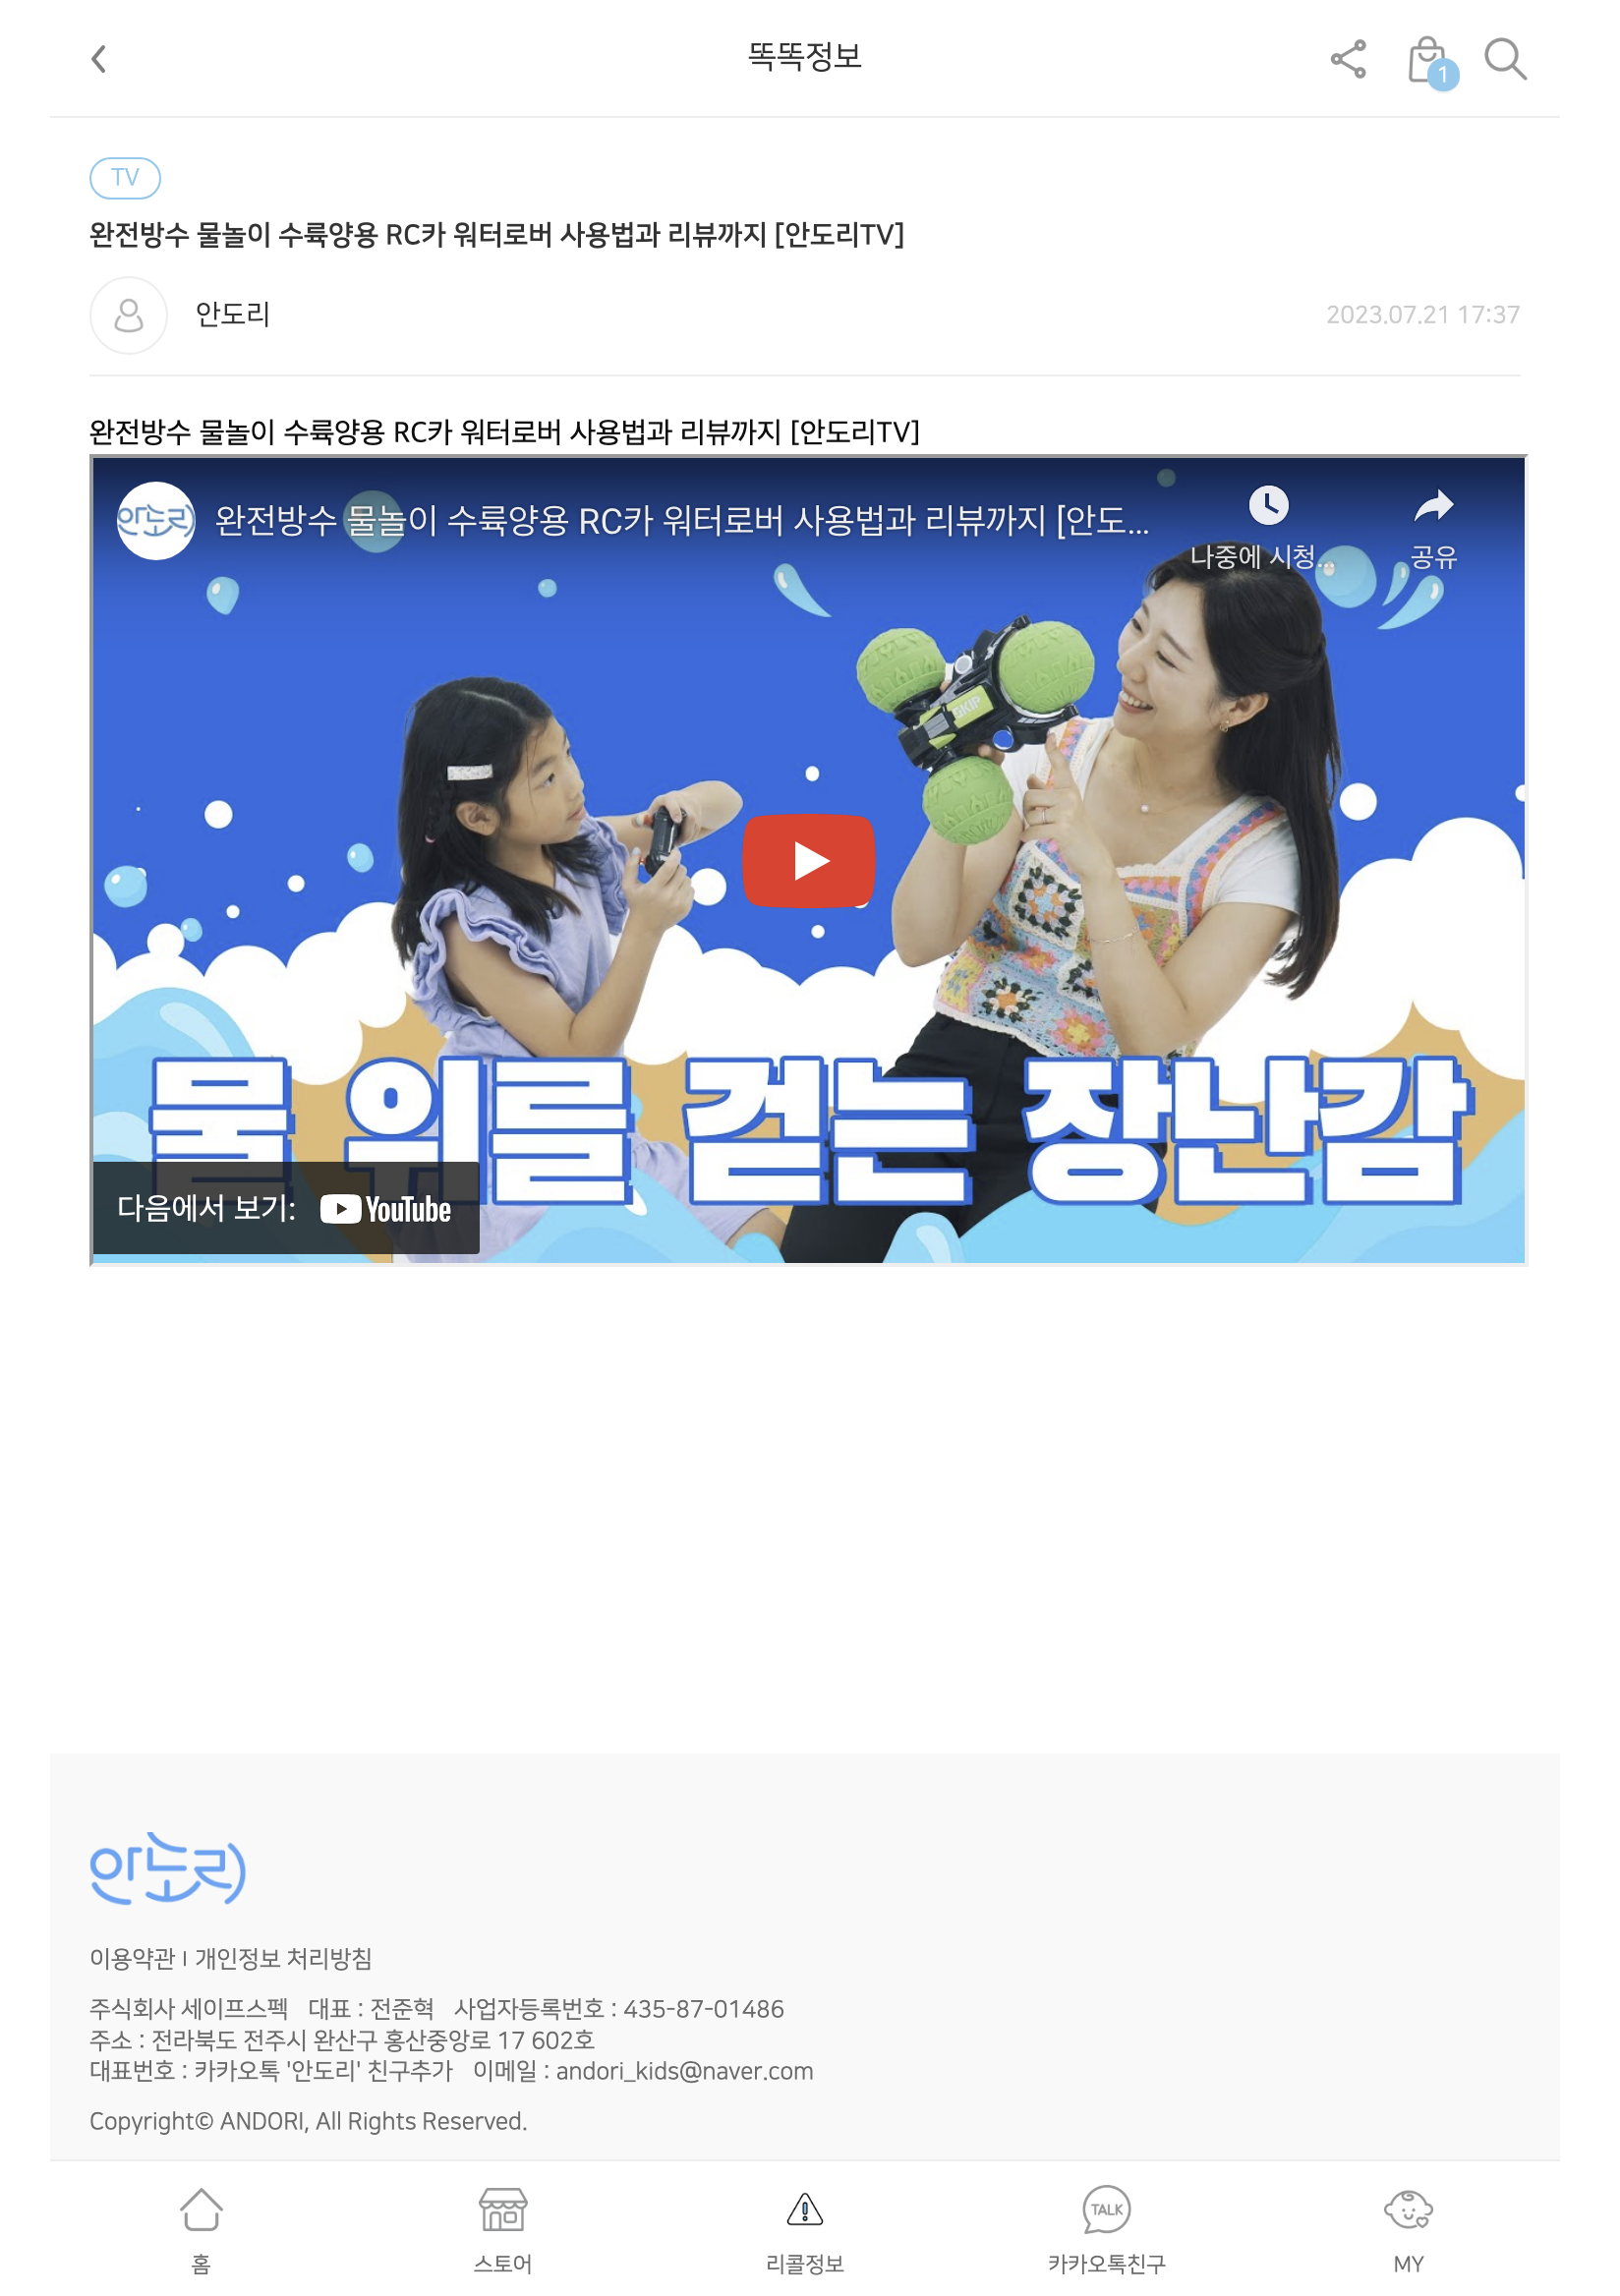 똑똑정보
1
TV
완전방수 물놀이 수륙양용 RC카 워터로버 사용법과 리뷰까지 [안도리TV]
안도리
2023.07.21 17:37
완전방수 물놀이 수륙양용 RC카 워터로버 사용법과 리뷰까지 [안도리TV]
안도리
완전방수 물놀이 수륙양용 RC카 워터로버 사용법과 리뷰까지 [안도...
나중에 시청...
공유
SKIP
물 위를 걷는 장난감
다음에서 보기: YouTube
안도리
이용약관 I 개인정보 처리방침
주식회사 세이프스펙 대표 : 전준혁 사업자등록번호 : 435-87-01486
주소 : 전라북도 전주시 완산구 홍산중앙로 17 602호
대표번호 : 카카오톡 '안도리' 친구추가 이메일 : andori_kids@naver.com
Copyright© ANDORI, All Rights Reserved.
TALK
홈
스토어
리콜정보
카카오톡친구
MY